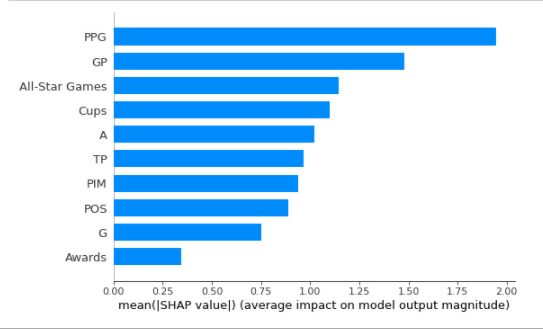 PPG
GP
All-Star Games
Cups
A
TP
PIM
POS
G
Awards
0.00 0.25 0.50 0.75 1.00 1.25 1.50 1.75 2.00
mean(|SHAP value|) (average impact on model output magnitude)